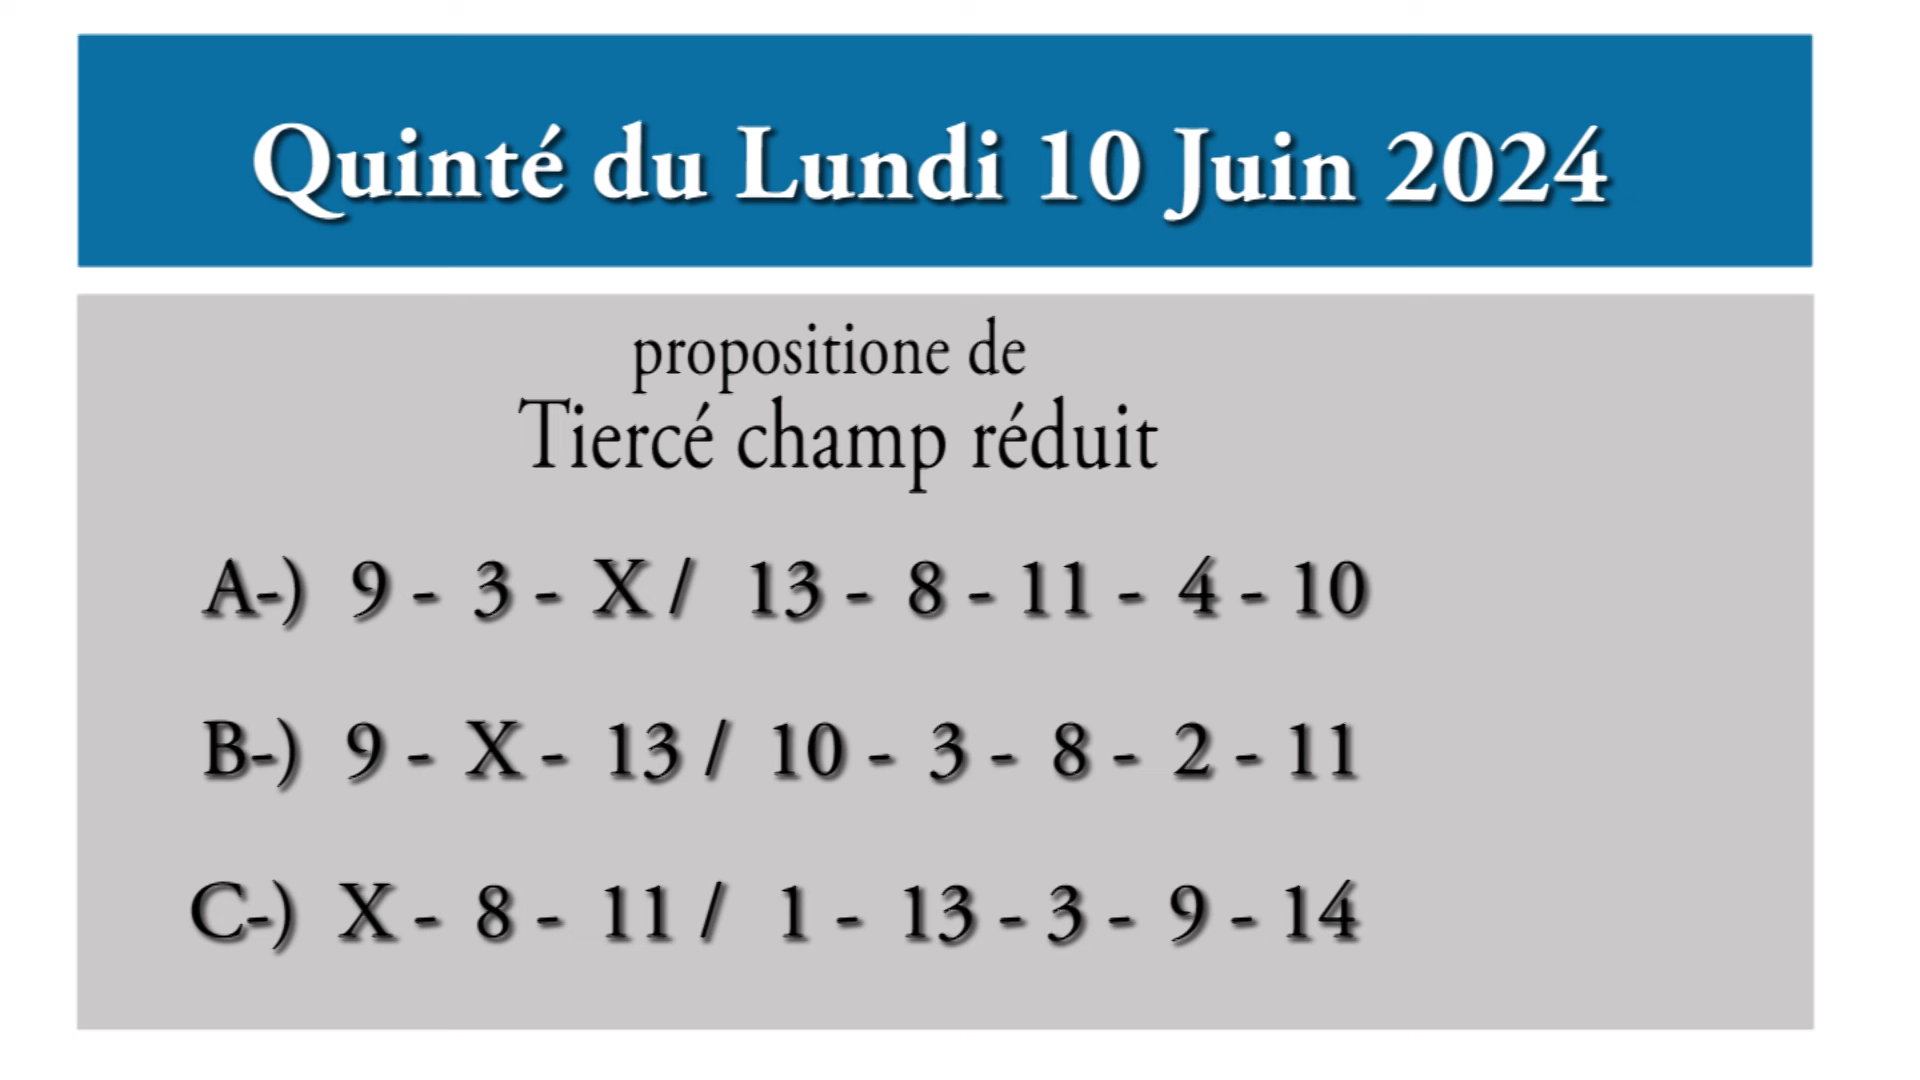 Quinté du Lundi 10 Juin 2024
propositione de
Tiercé champ réduit
A-) 9 - 3 - X / 13 - 8 - 11 - 4 - 10
B-) 9 - X - 13 / 10 - 3 - 8 - 2 - 11
C-) X - 8 - 11 / 1 - 13 - 3 - 9 - 14